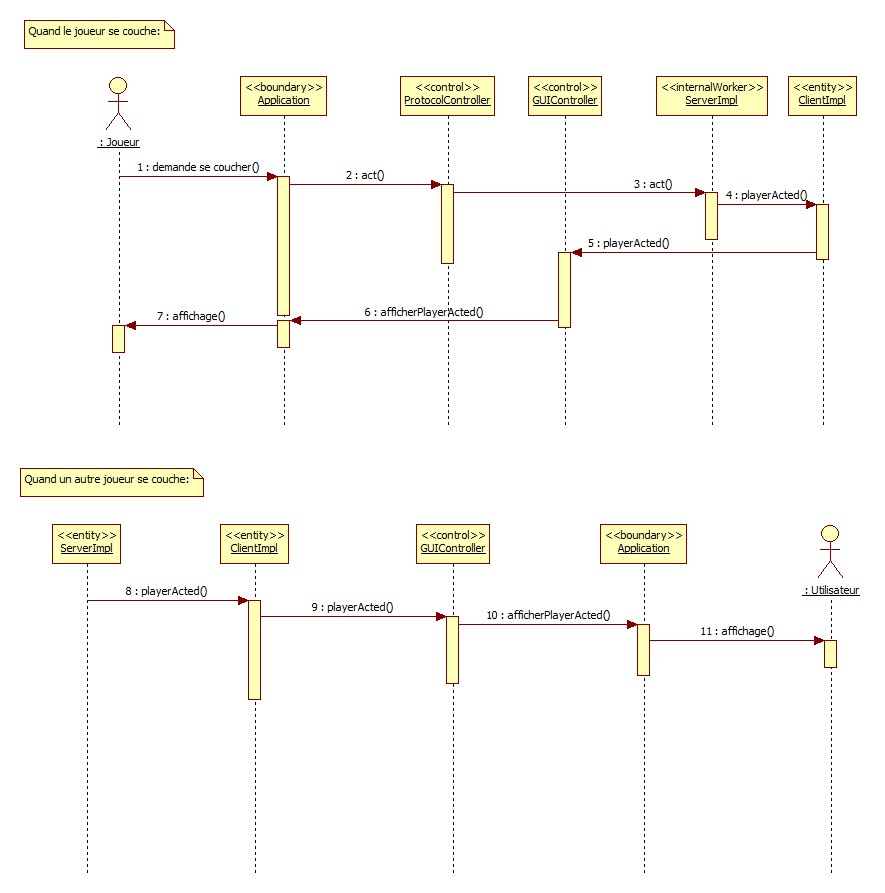 Quand le joueur se couche:
<<boundary>>
Application
<<control>>
ProtocolController
<<control>>
GUIController
<<internalWorker>>
ServerImpl
<<entity>>
ClientImpl
: Joueur
1 : demande se coucher()
2 : act()
3 : act()
4 : playerActed()
5 : playerActed()
6 : afficherPlayerActed()
7 : affichage()
Quand un autre joueur se couche:
<<entity>>
ServerImpl
<<entity>>
ClientImpl
<<control>>
GUIController
<<boundary>>
Application
: Utilisateur
8 : playerActed()
9 : playerActed()
10 : afficherPlayerActed()
11 : affichage()